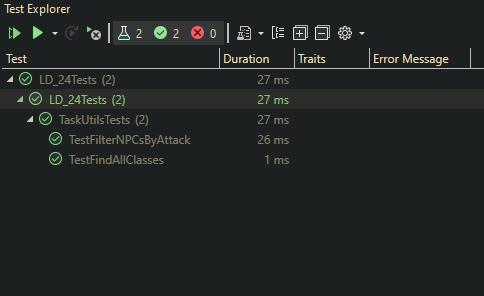 Test Explorer
2 2 0
Test Duration Traits Error Message
LD_24Tests (2) 27 ms
LD_24Tests (2) 27 ms
TaskUtilsTests (2) 27 ms
TestFilterNPCsByAttack 26 ms
TestFindAllClasses 1 ms